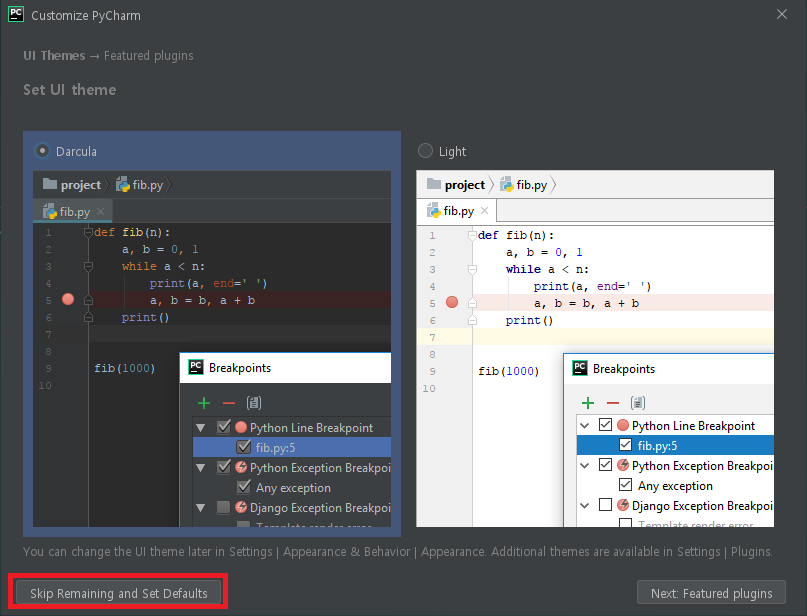 PC Customize PyCharm
UI Themes → Featured plugins
Set UI theme
Darcula
project fib.py
fib.py
1 def fib(n):
2 a, b = 0, 1
3 while a < n:
4 print(a, end=' ')
5 a, b = b, a + b
6 print()
7
8
9 fib(1000)
10
PC Breakpoints
Python Line Breakpoint
fib.py:5
Python Exception Breakpoi
Any exception
Django Exception Breakpoi
Template render error
Light
project fib.py
fib.py
1 def fib(n):
2 a, b = 0, 1
3 while a < n:
4 print(a, end=' ')
5 a, b = b, a + b
6 print()
7
8
9 fib(1000)
10
PC Breakpoints
Python Line Breakpoint
fib.py:5
Python Exception Breakpoi
Any exception
Django Exception Breakpoi
Template render error
You can change the UI theme later in Settings | Appearance & Behavior | Appearance. Additional themes are available in Settings | Plugins.
Skip Remaining and Set Defaults
Next: Featured plugins